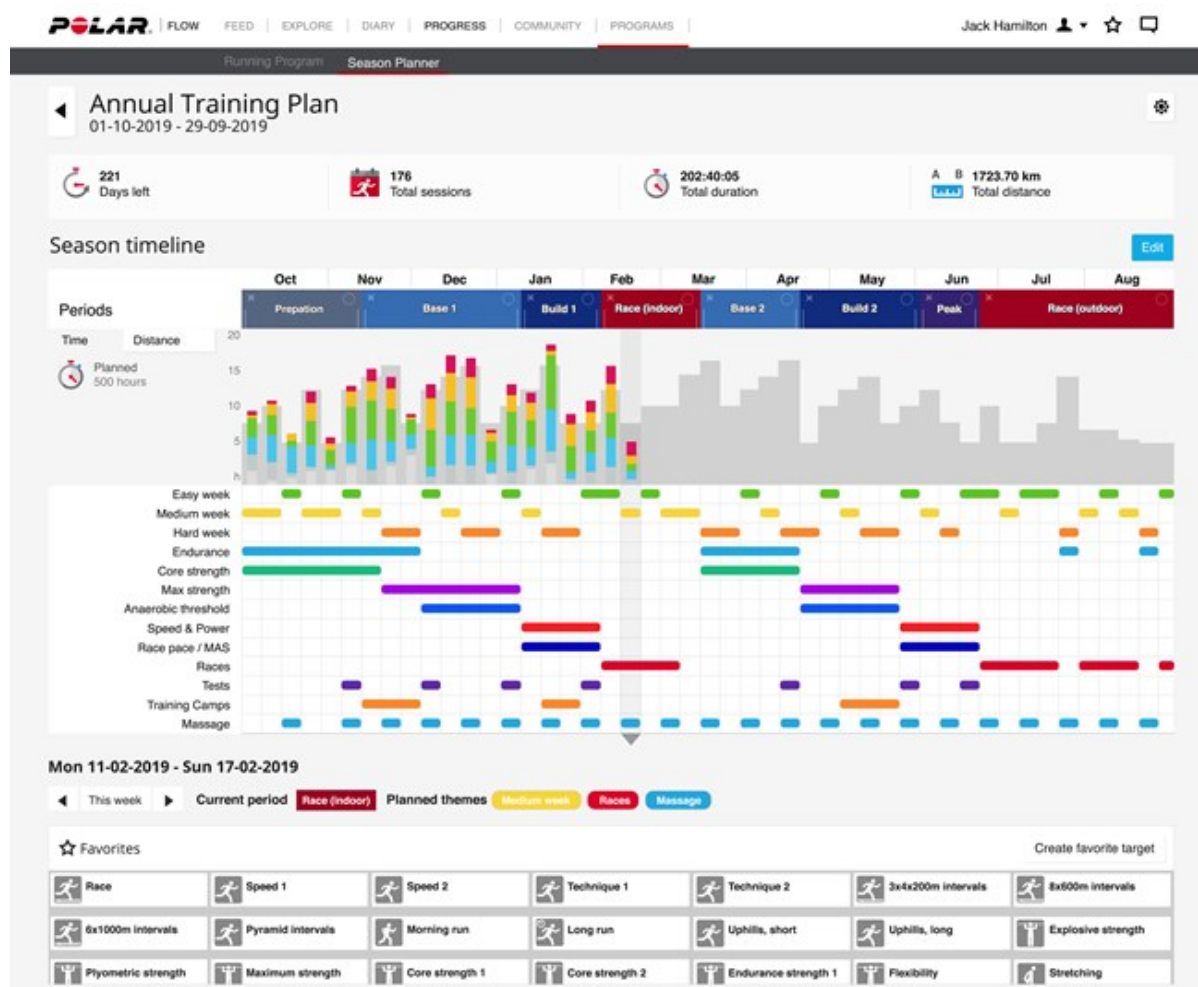 POLAR. FLOW FEED EXPLORE DIARY PROGRESS COMMUNITY PROGRAMS Jack Hamilton
Running Program Season Planner
Annual Training Plan
01-10-2019 - 29-09-2019
221 176 202:40:05 A B 1723.70 km
Days left Total sessions Total duration Total distance
Season timeline Edit
Oct Nov Dec Jan Feb Mar Apr May Jun Jul Aug
Periods Prepation Base 1 Build 1 Race (indoor) Base 2 Build 2 Peak Race (outdoor)
Time Distance 20
Planned 15
500 hours
10
5
h
Easy week
Medium week
Hard week
Endurance
Core strength
Max strength
Anaerobic threshold
Speed & Power
Race pace / MAS
Races
Tests
Training Camps
Massage
Mon 11-02-2019 - Sun 17-02-2019
This week Current period Race (indoor) Planned themes Medium week Races Massage
Favorites Create favorite target
Race Speed 1 Speed 2 Technique 1 Technique 2 3x4x200m intervals 8x600m intervals
6x1000m intervals Pyramid intervals Morning run Long run Uphills, short Uphills, long Explosive strength
Plyometric strength Maximum strength Core strength 1 Core strength 2 Endurance strength 1 Flexibility Stretching